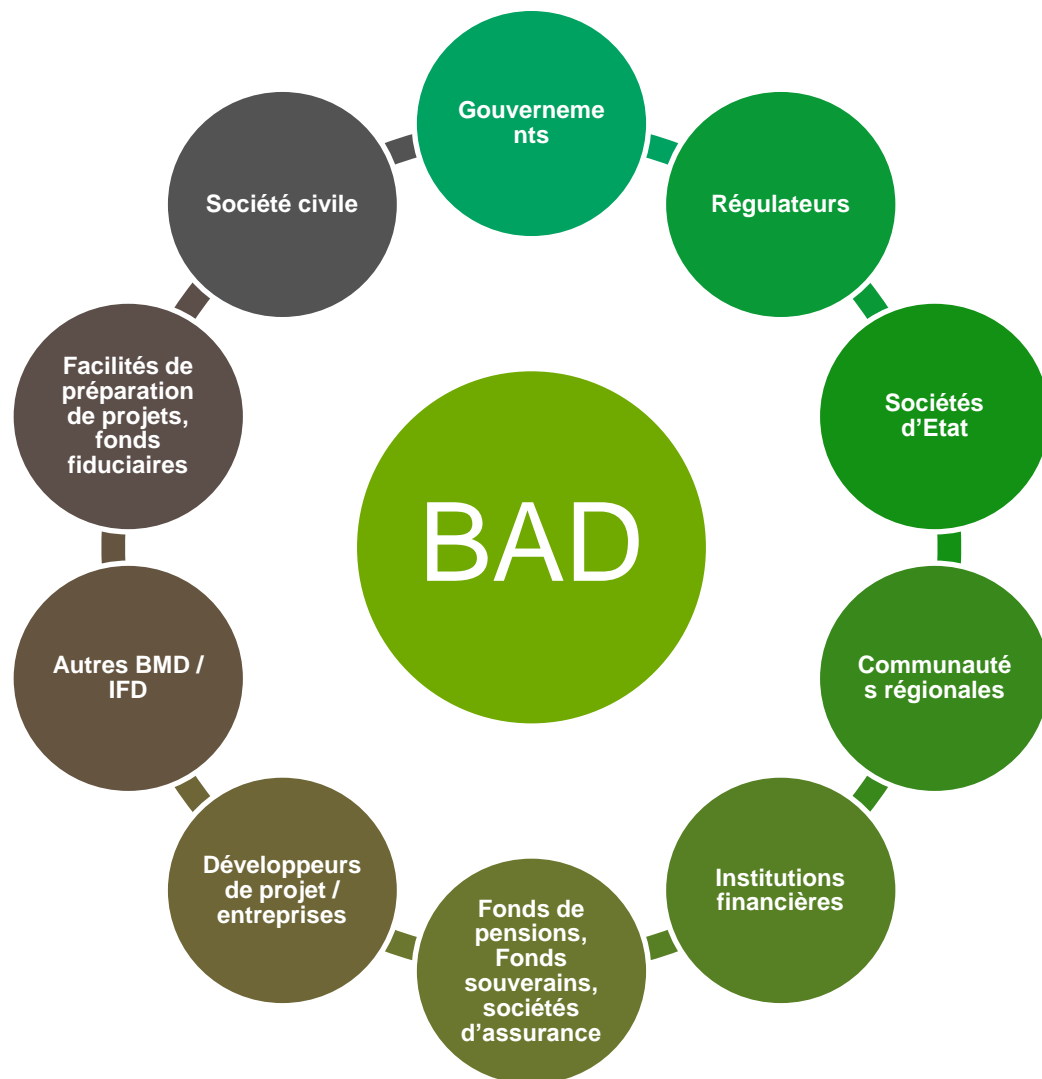 Gouverneme
nts
Régulateurs
Sociétés
d’Etat
Communauté
s régionales
Institutions
financières
Fonds de
pensions,
Fonds
souverains,
sociétés
d’assurance
Développeurs
de projet /
entreprises
Autres BMD /
IFD
Facilités de
préparation
de projets,
fonds
fiduciaires
Société civile
BAD